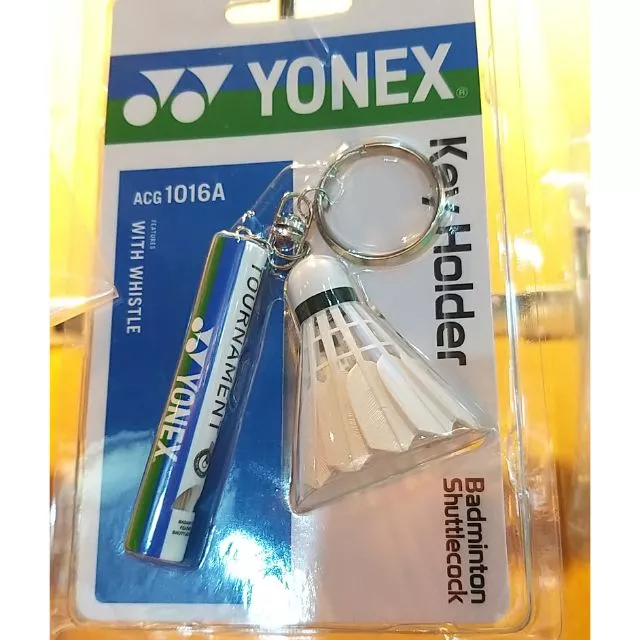 YONEX®
Key Holder
ACG 1016A
FEATURES
WITH WHISTLE
TOURNAMENT
YONEX
Badminton
Shuttlecock